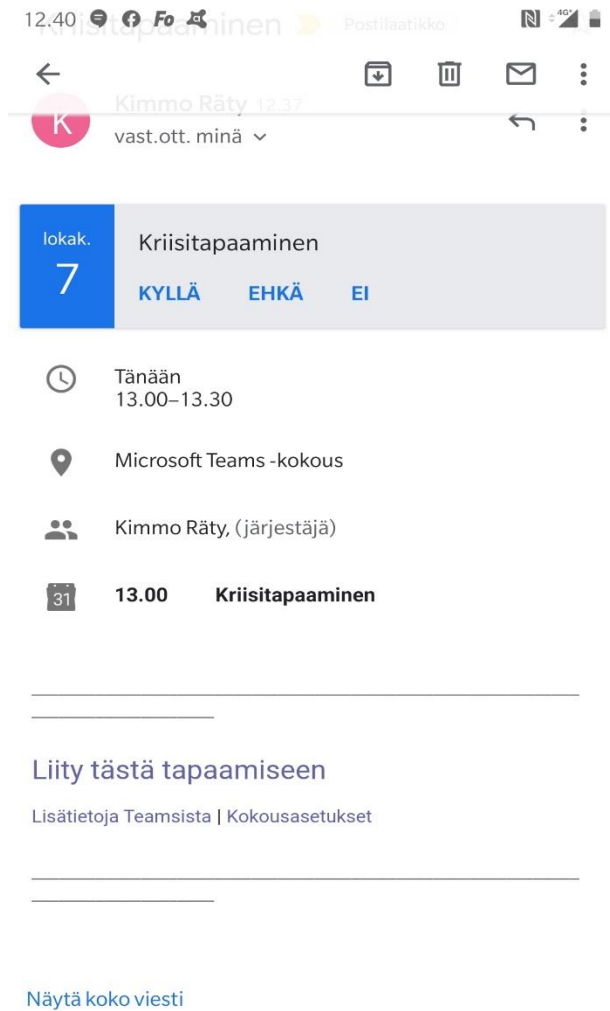 12.40 Fo 4G+
Kriisitapaaminen Postilaatikko
K Kimmo Räty 12.37
vast.ott. minä
lokak.
7
Kriisitapaaminen
KYLLÄ EHKÄ EI
Tänään
13.00–13.30
Microsoft Teams -kokous
Kimmo Räty, (järjestäjä)
31 13.00 Kriisitapaaminen
Liity tästä tapaamiseen
Lisätietoja Teamsista | Kokousasetukset
Näytä koko viesti